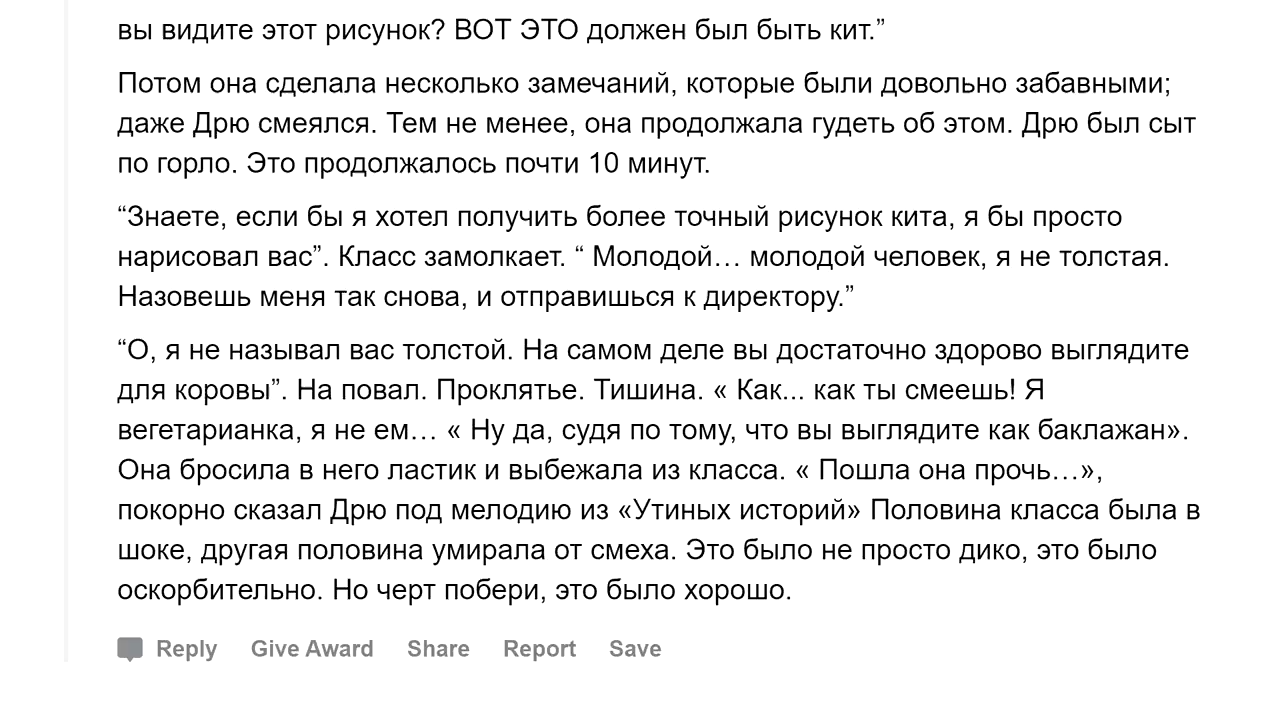 вы видите этот рисунок? ВОТ ЭТО должен был быть кит.”
Потом она сделала несколько замечаний, которые были довольно забавными;
даже Дрю смеялся. Тем не менее, она продолжала гудеть об этом. Дрю был сыт
по горло. Это продолжалось почти 10 минут.
“Знаете, если бы я хотел получить более точный рисунок кита, я бы просто
нарисовал вас”. Класс замолкает. “ Молодой… молодой человек, я не толстая.
Назовешь меня так снова, и отправишься к директору.”
“О, я не называл вас толстой. На самом деле вы достаточно здорово выглядите
для коровы”. На повал. Проклятье. Тишина. « Как... как ты смеешь! Я
вегетарианка, я не ем… « Ну да, судя по тому, что вы выглядите как баклажан».
Она бросила в него ластик и выбежала из класса. « Пошла она прочь…»,
покорно сказал Дрю под мелодию из «Утиных историй» Половина класса была в
шоке, другая половина умирала от смеха. Это было не просто дико, это было
оскорбительно. Но черт побери, это было хорошо.
Reply Give Award Share Report Save